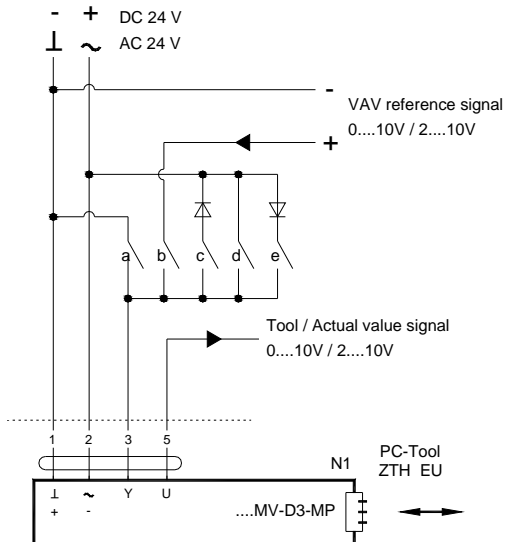 - + DC 24 V
⊥ ~ AC 24 V
-
VAV reference signal
0....10V / 2....10V
+
a b c d e
Tool / Actual value signal
0....10V / 2....10V
1 2 3 5
N1
PC-Tool
ZTH EU
⊥ ~ Y U
+ -
....MV-D3-MP